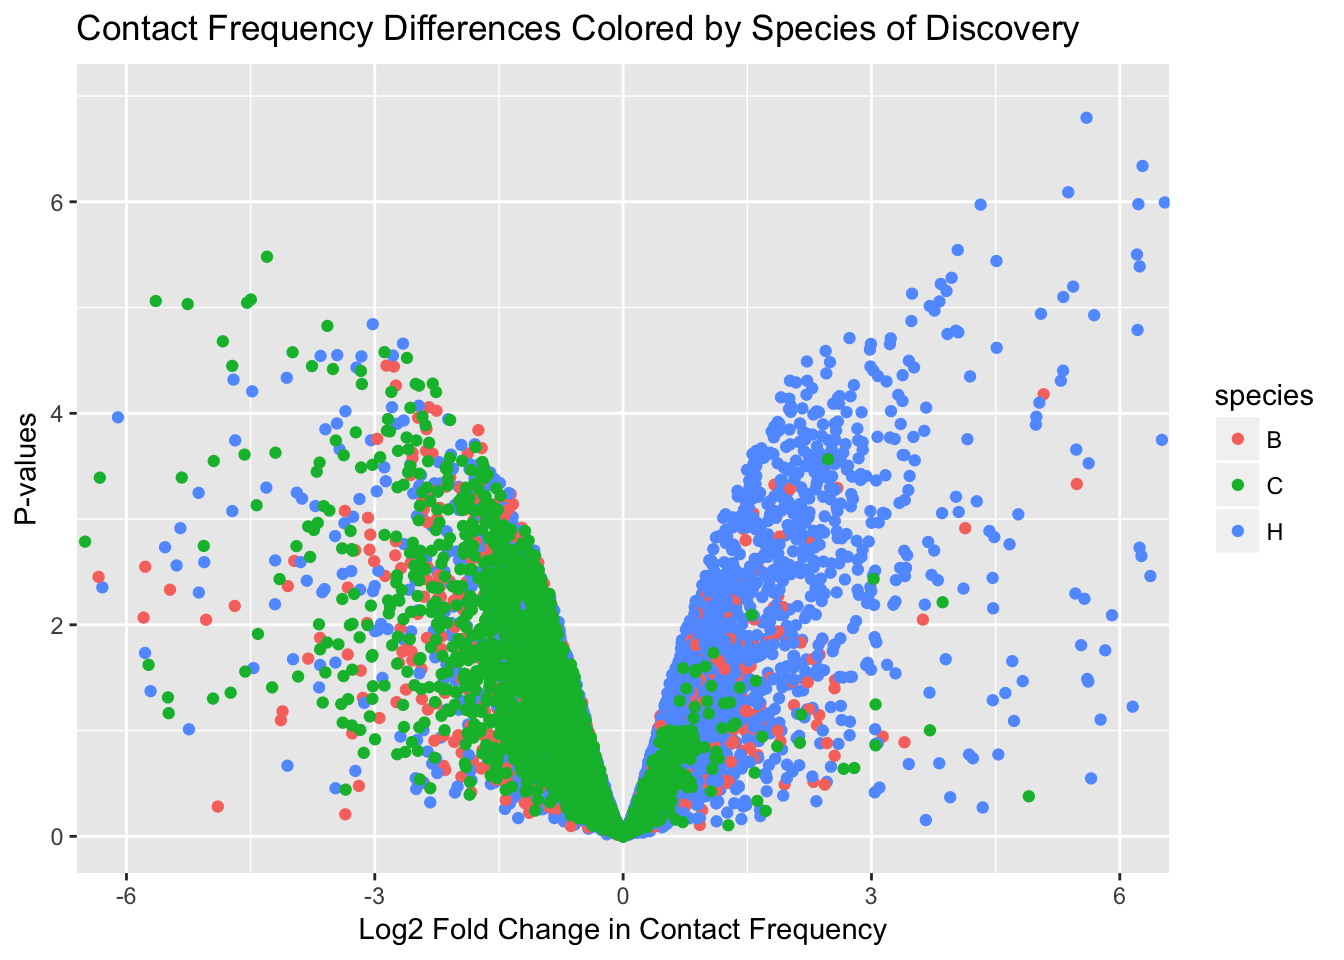 Contact Frequency Differences Colored by Species of Discovery
P-values
6
4
2
0
-6
-3
0
3
6
Log2 Fold Change in Contact Frequency
species
B
C
H